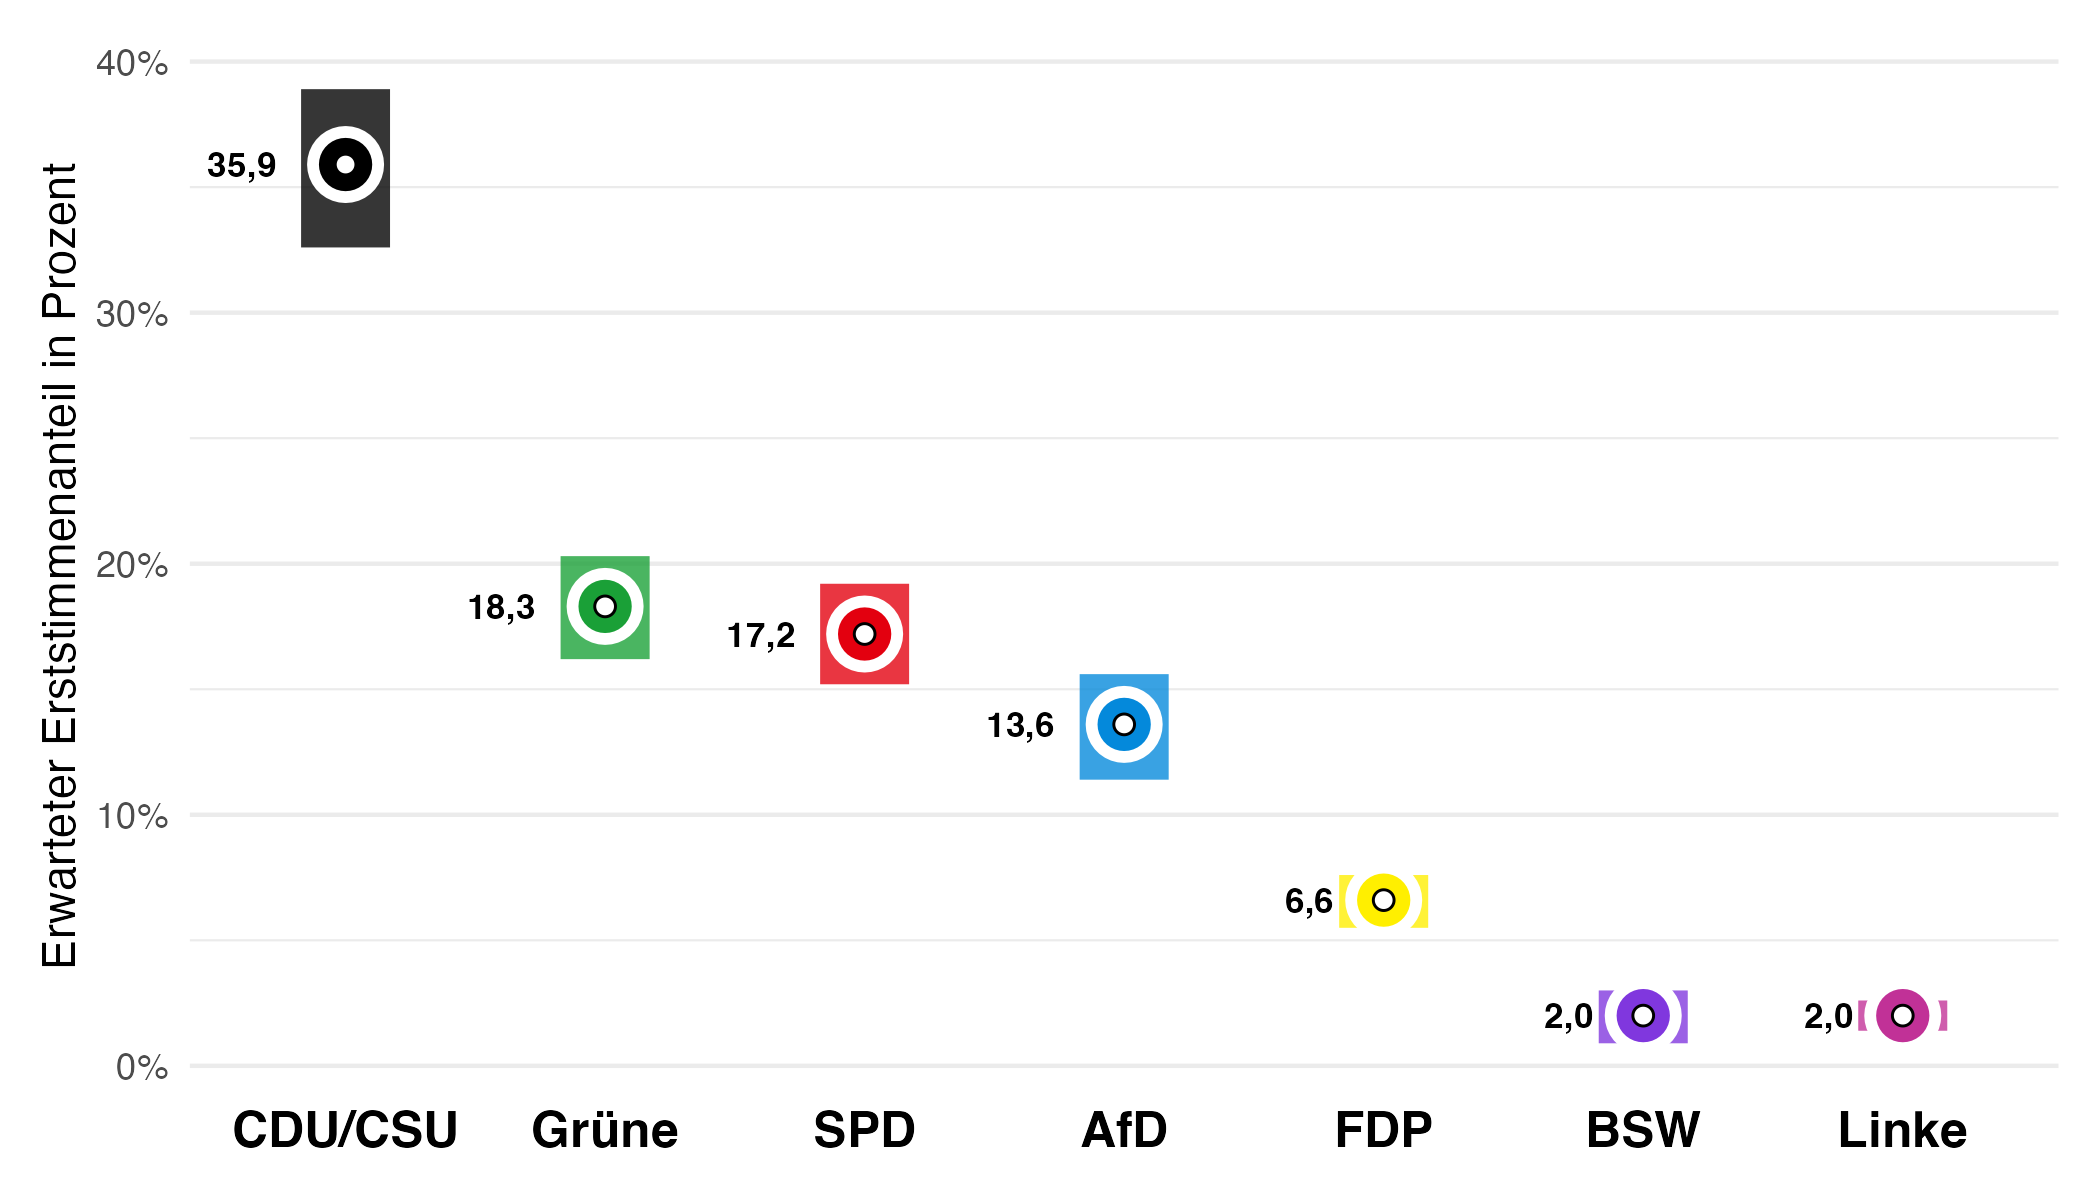 Erwarteter Erststimmenanteil in Prozent
40%
30%
20%
10%
0%
35,9
18,3
17,2
13,6
6,6
2,0
2,0
CDU/CSU
Grüne
SPD
AfD
FDP
BSW
Linke